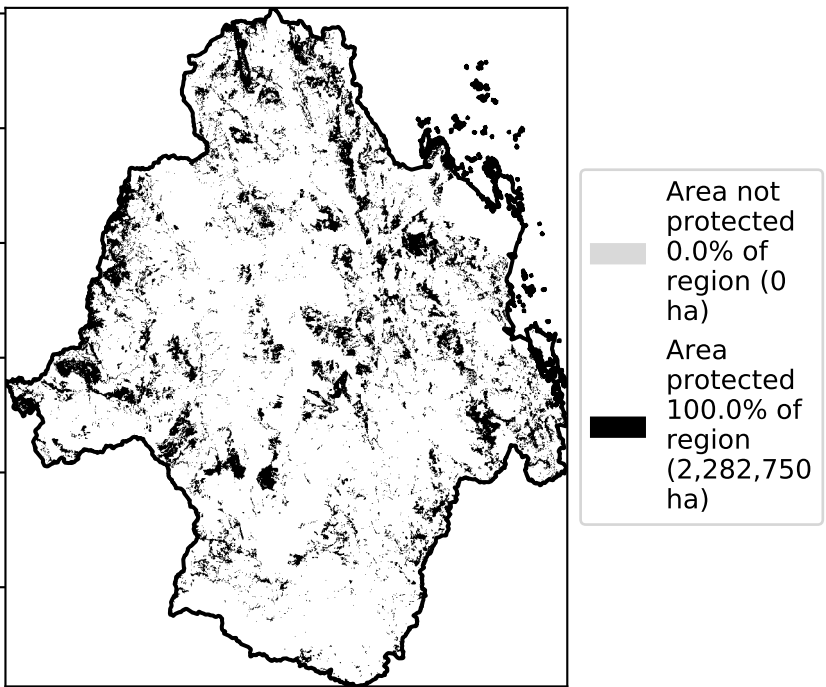 Area not
protected
0.0% of
region (0
ha)
Area
protected
100.0% of
region
(2,282,750
ha)